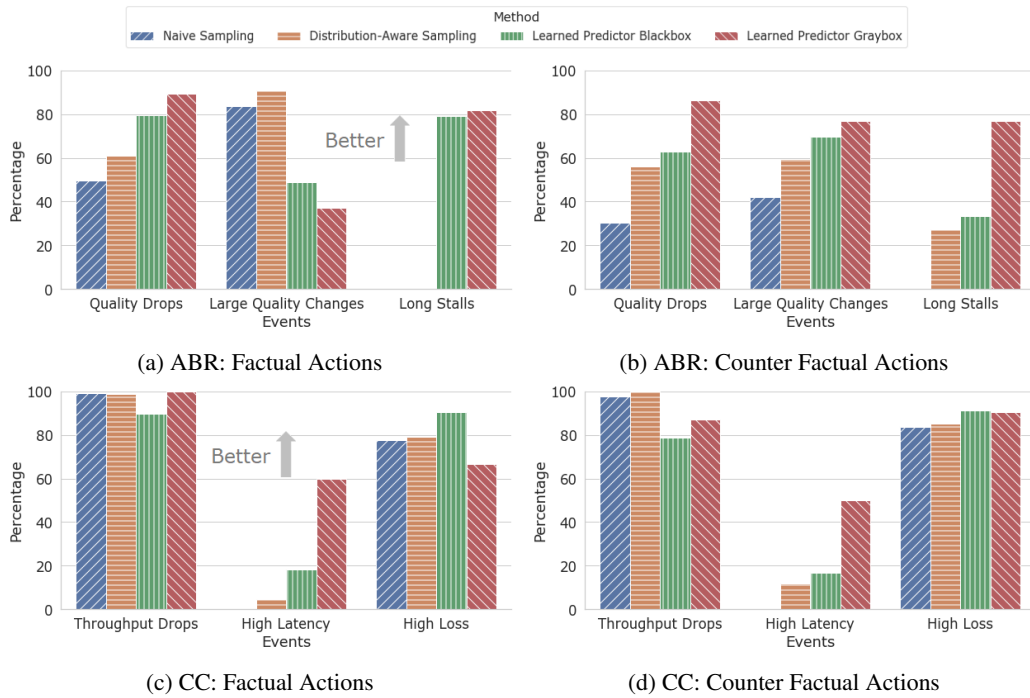 Method
Naive Sampling Distribution-Aware Sampling Learned Predictor Blackbox Learned Predictor Graybox
100
80
60
40
20
0
Percentage
Better
Quality Drops Large Quality Changes Long Stalls
Events
(a) ABR: Factual Actions
100
80
60
40
20
0
Percentage
Quality Drops Large Quality Changes Long Stalls
Events
(b) ABR: Counter Factual Actions
100
80
60
40
20
0
Percentage
Better
Throughput Drops High Latency High Loss
Events
(c) CC: Factual Actions
100
80
60
40
20
0
Percentage
Throughput Drops High Latency High Loss
Events
(d) CC: Counter Factual Actions